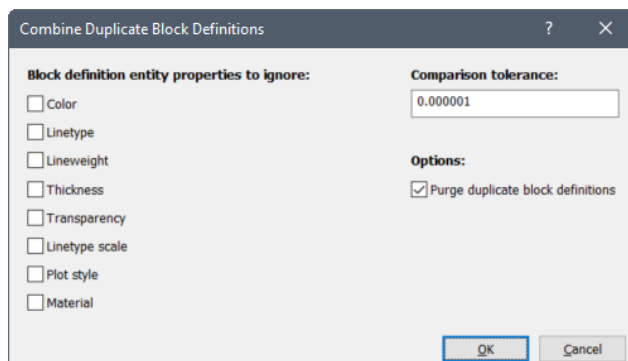 Combine Duplicate Block Definitions ?
Block definition entity properties to ignore:
Color
Linetype
Lineweight
Thickness
Transparency
Linetype scale
Plot style
Material
Comparison tolerance:
0.000001
Options:
Purge duplicate block definitions
OK Cancel